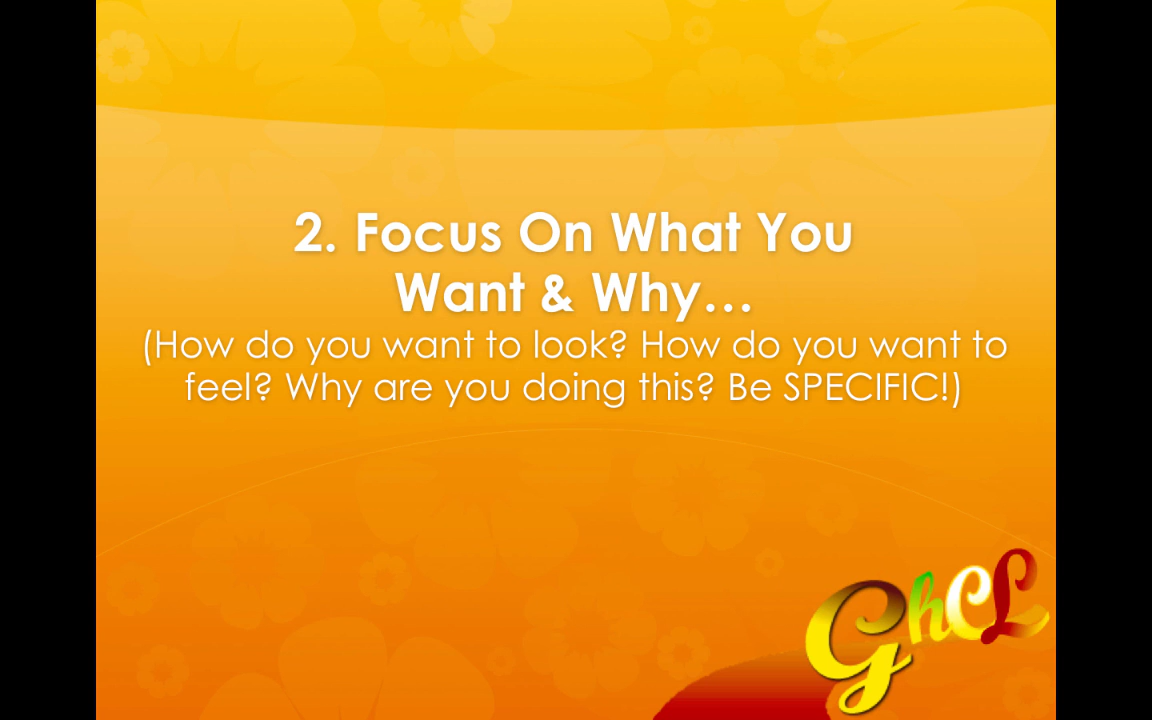 2. Focus On What You
Want & Why…
(How do you want to look? How do you want to
feel? Why are you doing this? Be SPECIFIC!)
GhCL